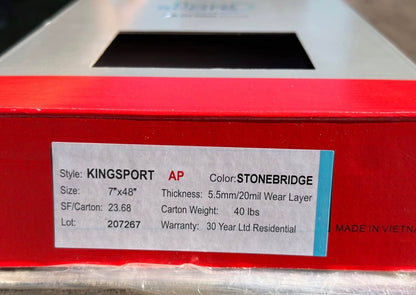 Style: KINGSPORT AP Color: STONEBRIDGE
Size: 7"x48" Thickness: 5.5mm/20mil Wear Layer
SF/Carton: 23.68 Carton Weight: 40 lbs
Lot: 207267 Warranty: 30 Year Ltd Residential
MADE IN VIETNA